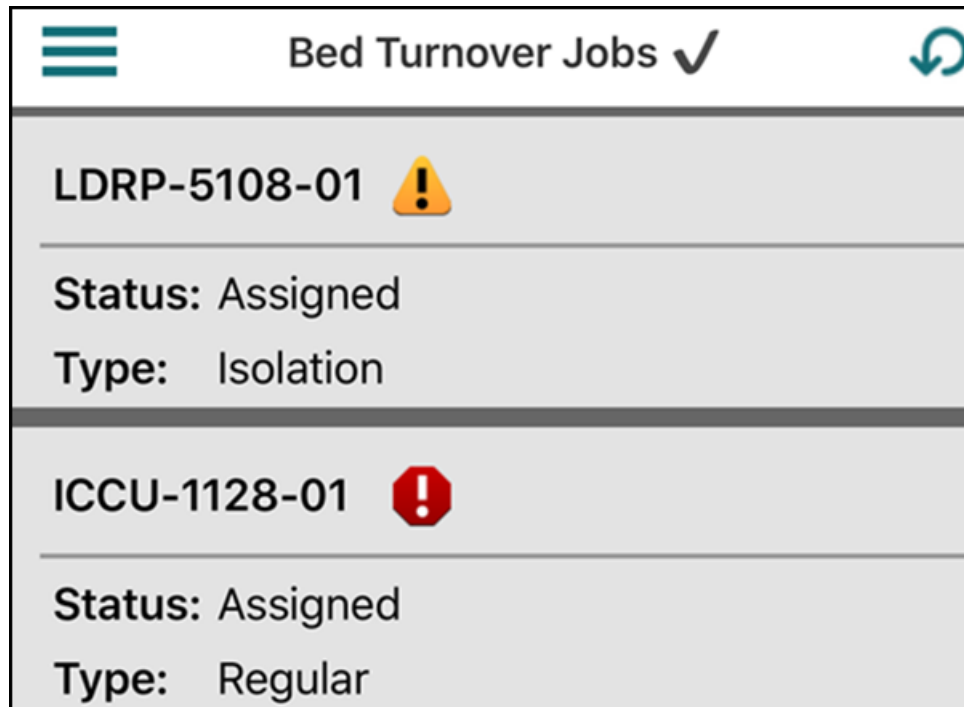 Bed Turnover Jobs ✓
LDRP-5108-01
Status: Assigned
Type: Isolation
ICCU-1128-01
Status: Assigned
Type: Regular